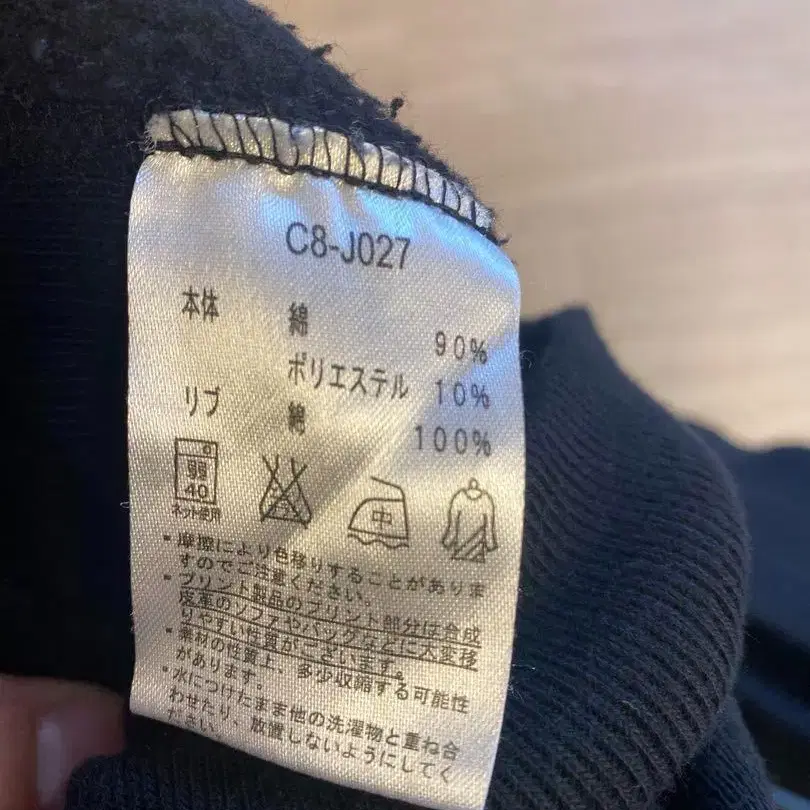 C8-J027
本体 綿 90%
ポリエステル 10%
リブ 綿 100%
弱
40
ネット使用
中
・摩擦により色移りすることがありま
すのでご注意ください。
・プリント製品のプリント部分は合成
皮革のソファやバッグなどに大変移
りやすい性質がございます。
・素材の性質上、多少収縮する可能性
があります。
・水につけたまま他の洗濯物と重ね合
わせたり、放置しないようにしてく
ださい。